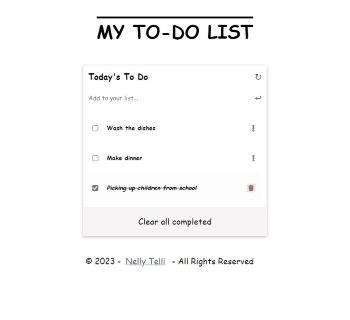 MY TO-DO LIST
Today's To Do
Add to your list...
Wash the dishes
Make dinner
Picking up children from school
Clear all completed
© 2023 - Nelly Telli - All Rights Reserved